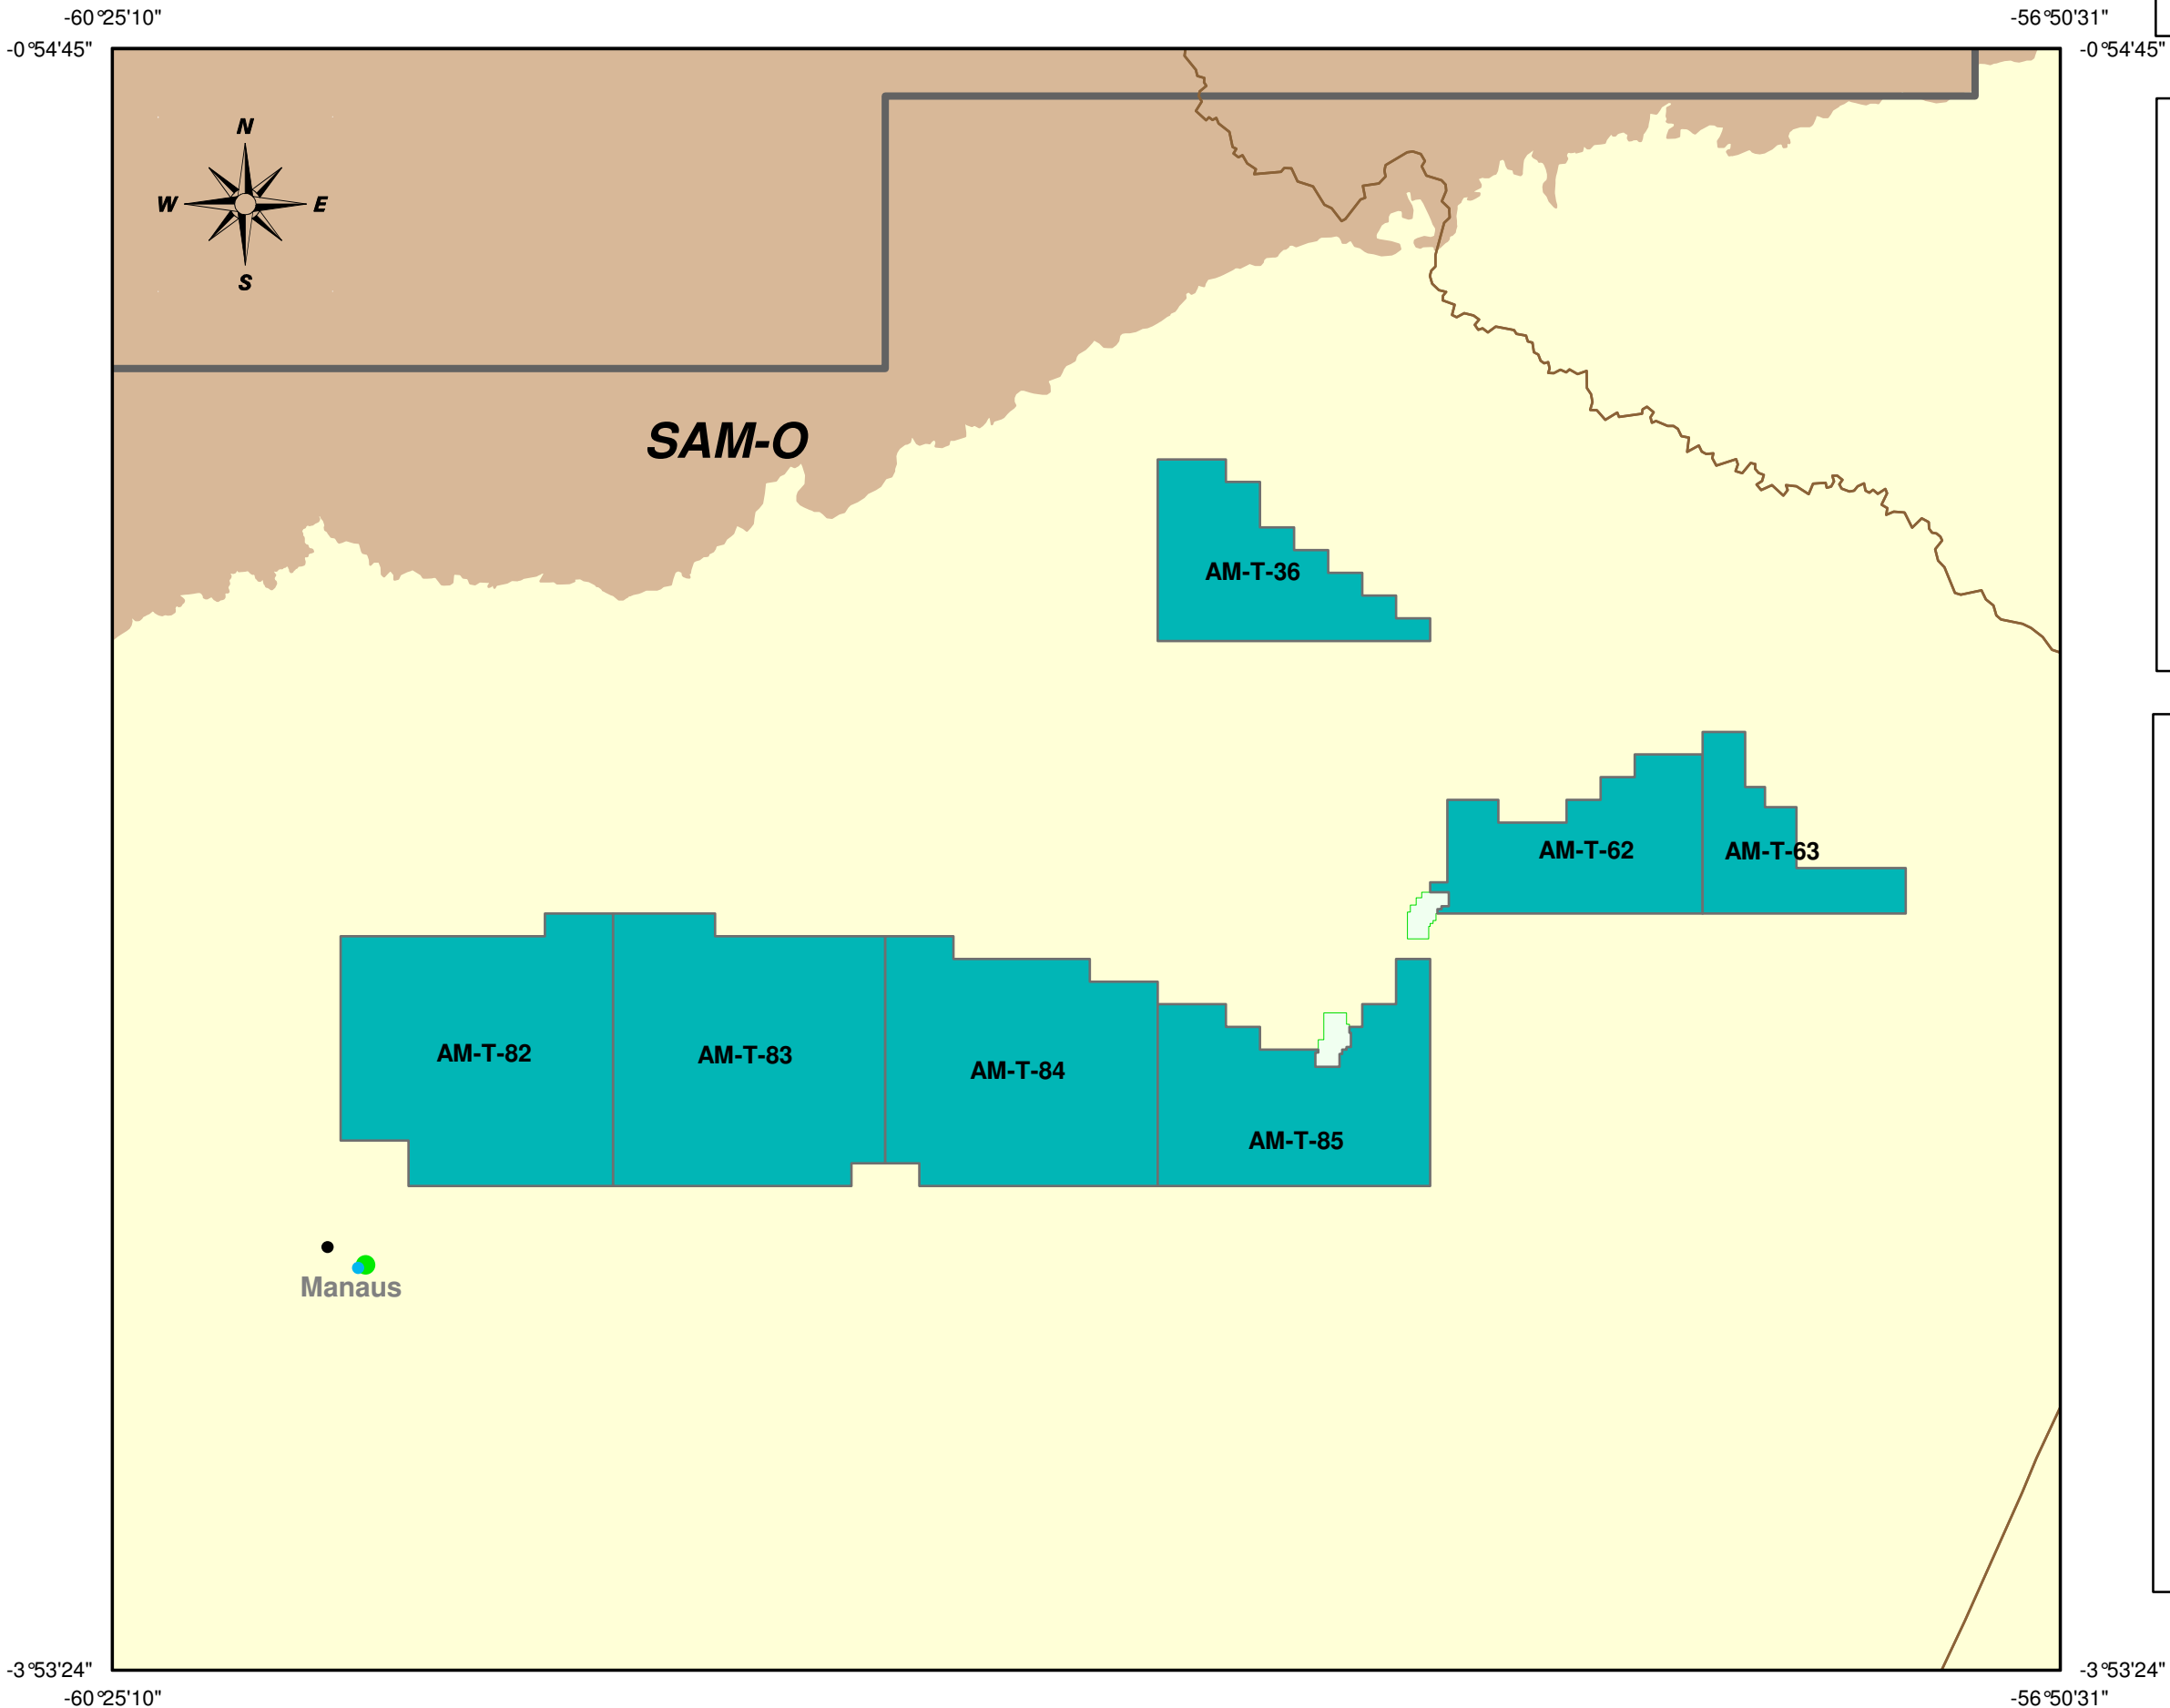 -60°25'10" -56°50'31"
-0°54'45" -0°54'45"
N
W E
S
SAM-O
AM-T-36
AM-T-62 AM-T-63
AM-T-82 AM-T-83 AM-T-84
AM-T-85
Manaus
-3°53'24" -3°53'24"
-60°25'10" -56°50'31"